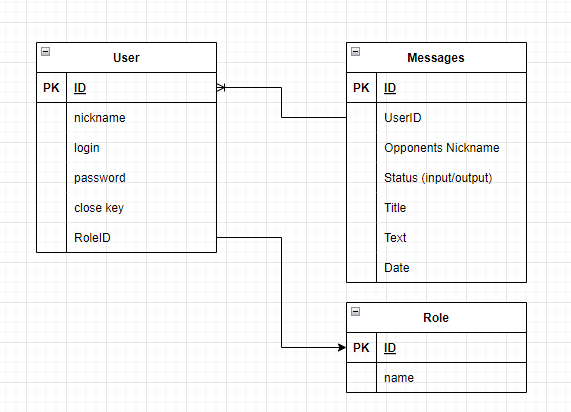 User
PK ID
nickname
login
password
close key
RoleID
Messages
PK ID
UserID
Opponents Nickname
Status (input/output)
Title
Text
Date
Role
PK ID
name